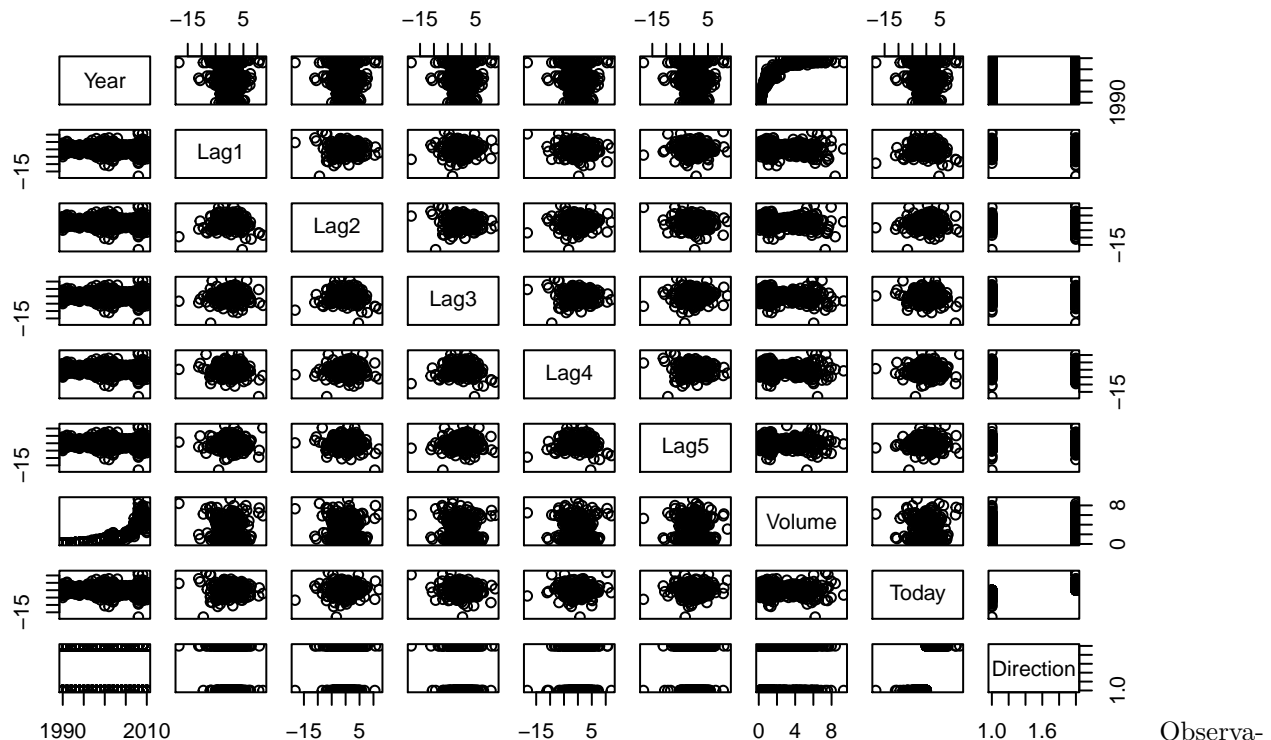 −15 5 −15 5 −15 5 −15 5
Year 1990
−15 Lag1
Lag2 −15
−15 Lag3
Lag4 −15
−15 Lag5
Volume 0 8
−15 Today
Direction 1.0
1990 2010 −15 5 −15 5 0 4 8 1.0 1.6
Observa-